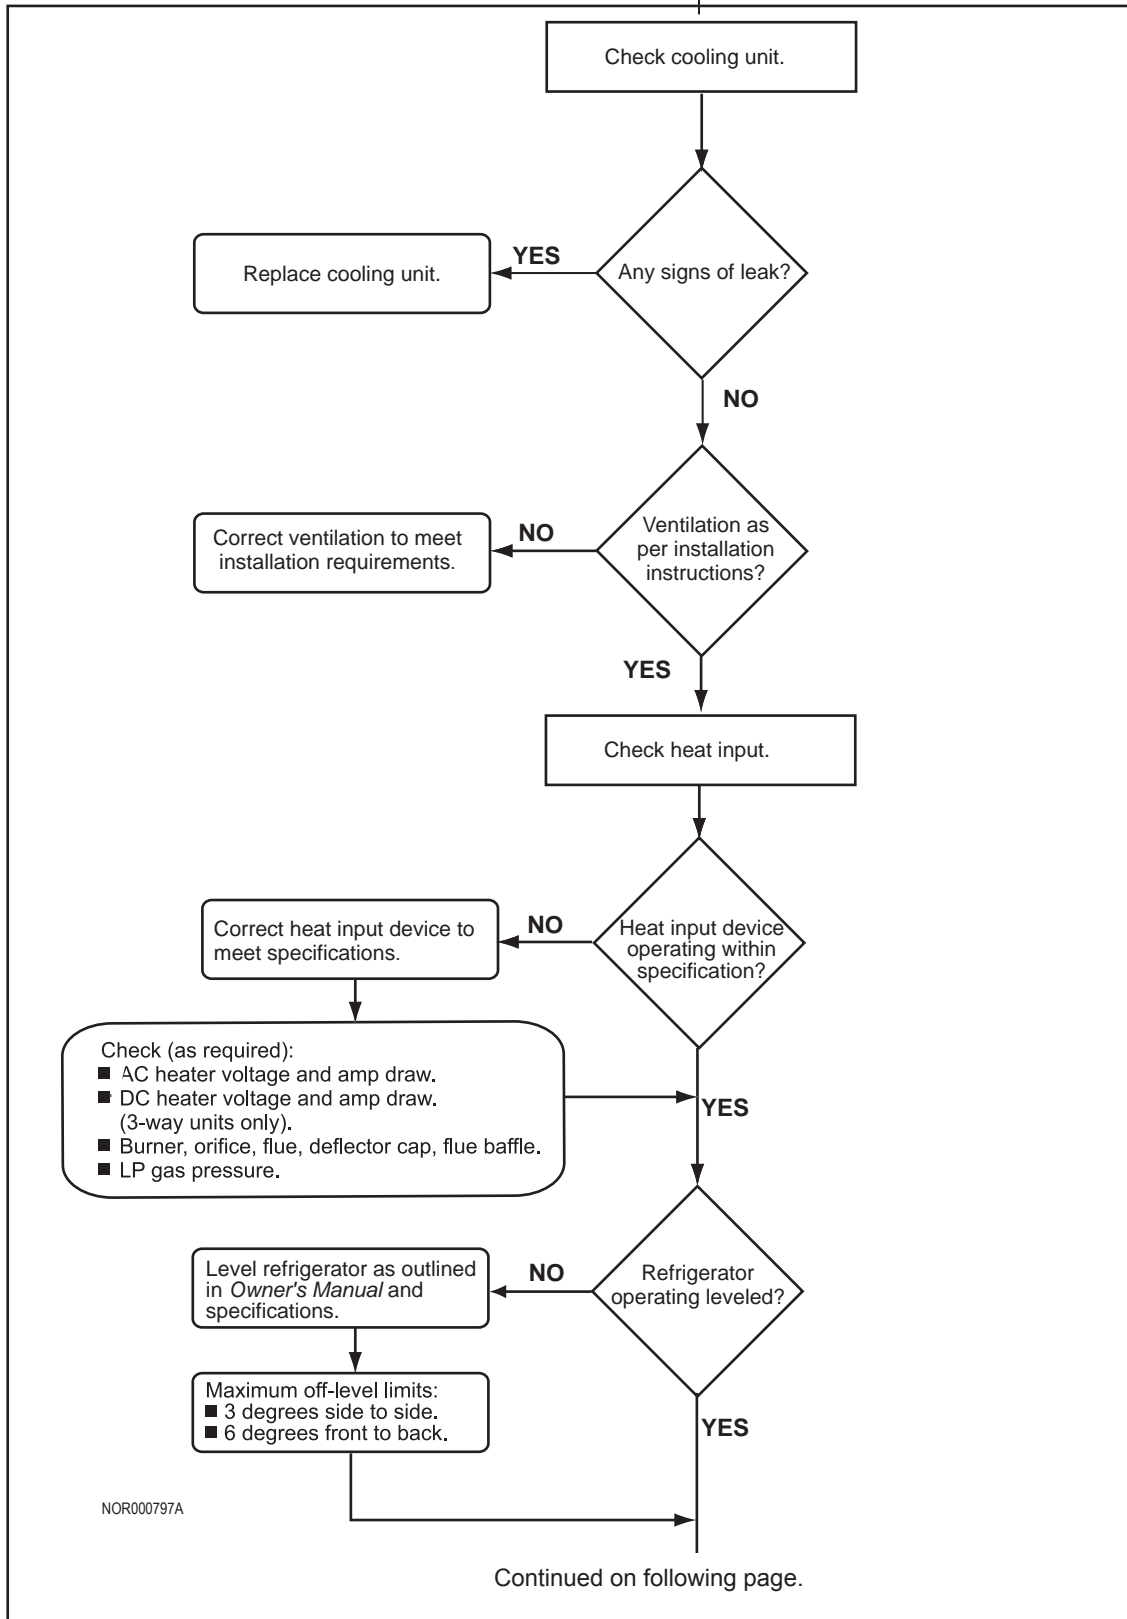 Check cooling unit.
Any signs of leak?
YES
Replace cooling unit.
NO
Ventilation as
per installation
instructions?
NO
Correct ventilation to meet
installation requirements.
YES
Check heat input.
Heat input device
operating within
specification?
NO
Correct heat input device to
meet specifications.
Check (as required):
■ AC heater voltage and amp draw.
■ DC heater voltage and amp draw.
(3-way units only).
■ Burner, orifice, flue, deflector cap, flue baffle.
■ LP gas pressure.
YES
Refrigerator
operating leveled?
NO
Level refrigerator as outlined
in Owner's Manual and
specifications.
Maximum off-level limits:
■ 3 degrees side to side.
■ 6 degrees front to back.
YES
NOR000797A
Continued on following page.